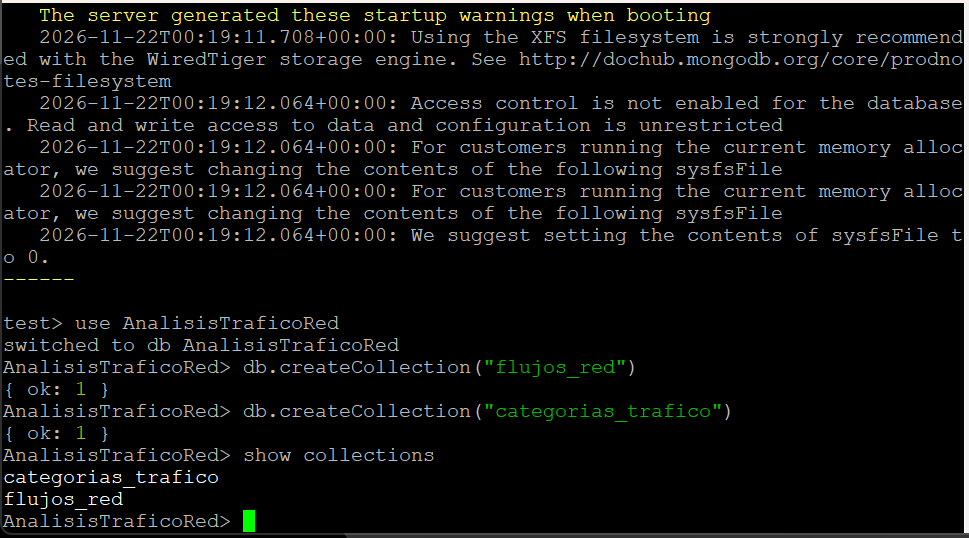 The server generated these startup warnings when booting
2026-11-22T00:19:11.708+00:00: Using the XFS filesystem is strongly recommend
ed with the WiredTiger storage engine. See http://dochub.mongodb.org/core/prodno
tes-filesystem
2026-11-22T00:19:12.064+00:00: Access control is not enabled for the database
. Read and write access to data and configuration is unrestricted
2026-11-22T00:19:12.064+00:00: For customers running the current memory alloc
ator, we suggest changing the contents of the following sysfsFile
2026-11-22T00:19:12.064+00:00: For customers running the current memory alloc
ator, we suggest changing the contents of the following sysfsFile
2026-11-22T00:19:12.064+00:00: We suggest setting the contents of sysfsFile t
o 0.
------
test> use AnalisisTraficoRed
switched to db AnalisisTraficoRed
AnalisisTraficoRed> db.createCollection("flujos_red")
{ ok: 1 }
AnalisisTraficoRed> db.createCollection("categorias_trafico")
{ ok: 1 }
AnalisisTraficoRed> show collections
categorias_trafico
flujos_red
AnalisisTraficoRed>